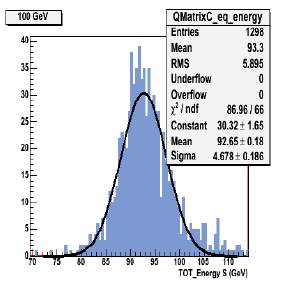 100 GeV
QMatrixC_eq_energy
Entries 1298
Mean 93.3
RMS 5.895
Underflow 0
Overflow 0
χ² / ndf 86.96 / 66
Constant 30.32 ± 1.65
Mean 92.65 ± 0.18
Sigma 4.678 ± 0.186
40
35
30
25
20
15
10
5
0
70 75 80 85 90 95 100 105 110
TOT_Energy S (GeV)